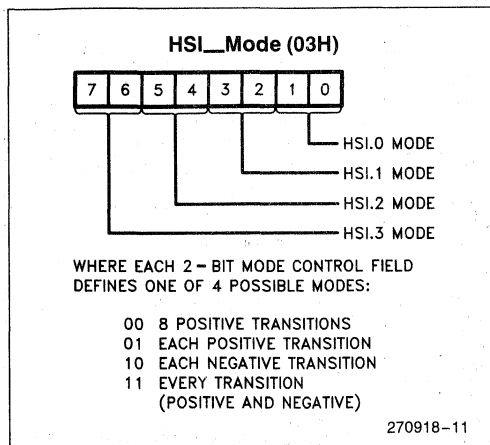 HSI__Mode (03H)
7 6 5 4 3 2 1 0
HSI.0 MODE
HSI.1 MODE
HSI.2 MODE
HSI.3 MODE
WHERE EACH 2-BIT MODE CONTROL FIELD
DEFINES ONE OF 4 POSSIBLE MODES:
00 8 POSITIVE TRANSITIONS
01 EACH POSITIVE TRANSITION
10 EACH NEGATIVE TRANSITION
11 EVERY TRANSITION
(POSITIVE AND NEGATIVE)
270918-11